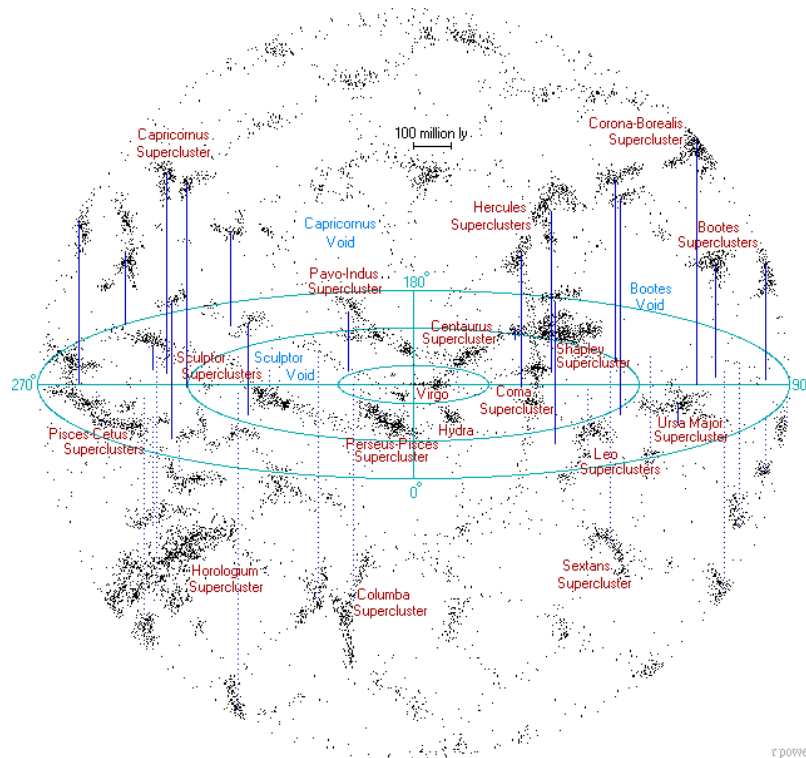 Corona-Borealis
Supercluster
100 million ly
Capricornus
Supercluster
Hercules
Superclusters
Capricornus
Void
Bootes
Superclusters
Pavo-Indus
Supercluster
180°
Bootes
Void
Centaurus
Supercluster
Shapley
Supercluster
Sculptor
Superclusters
Sculptor
Void
270°
Virgo
Coma
Supercluster
90
Pisces-Cetus
Superclusters
Perseus-Pisces
Supercluster
Hydra
Ursa Major
Supercluster
Leo
Superclusters
0°
Horologium
Supercluster
Columba
Supercluster
Sextans
Supercluster
r powe